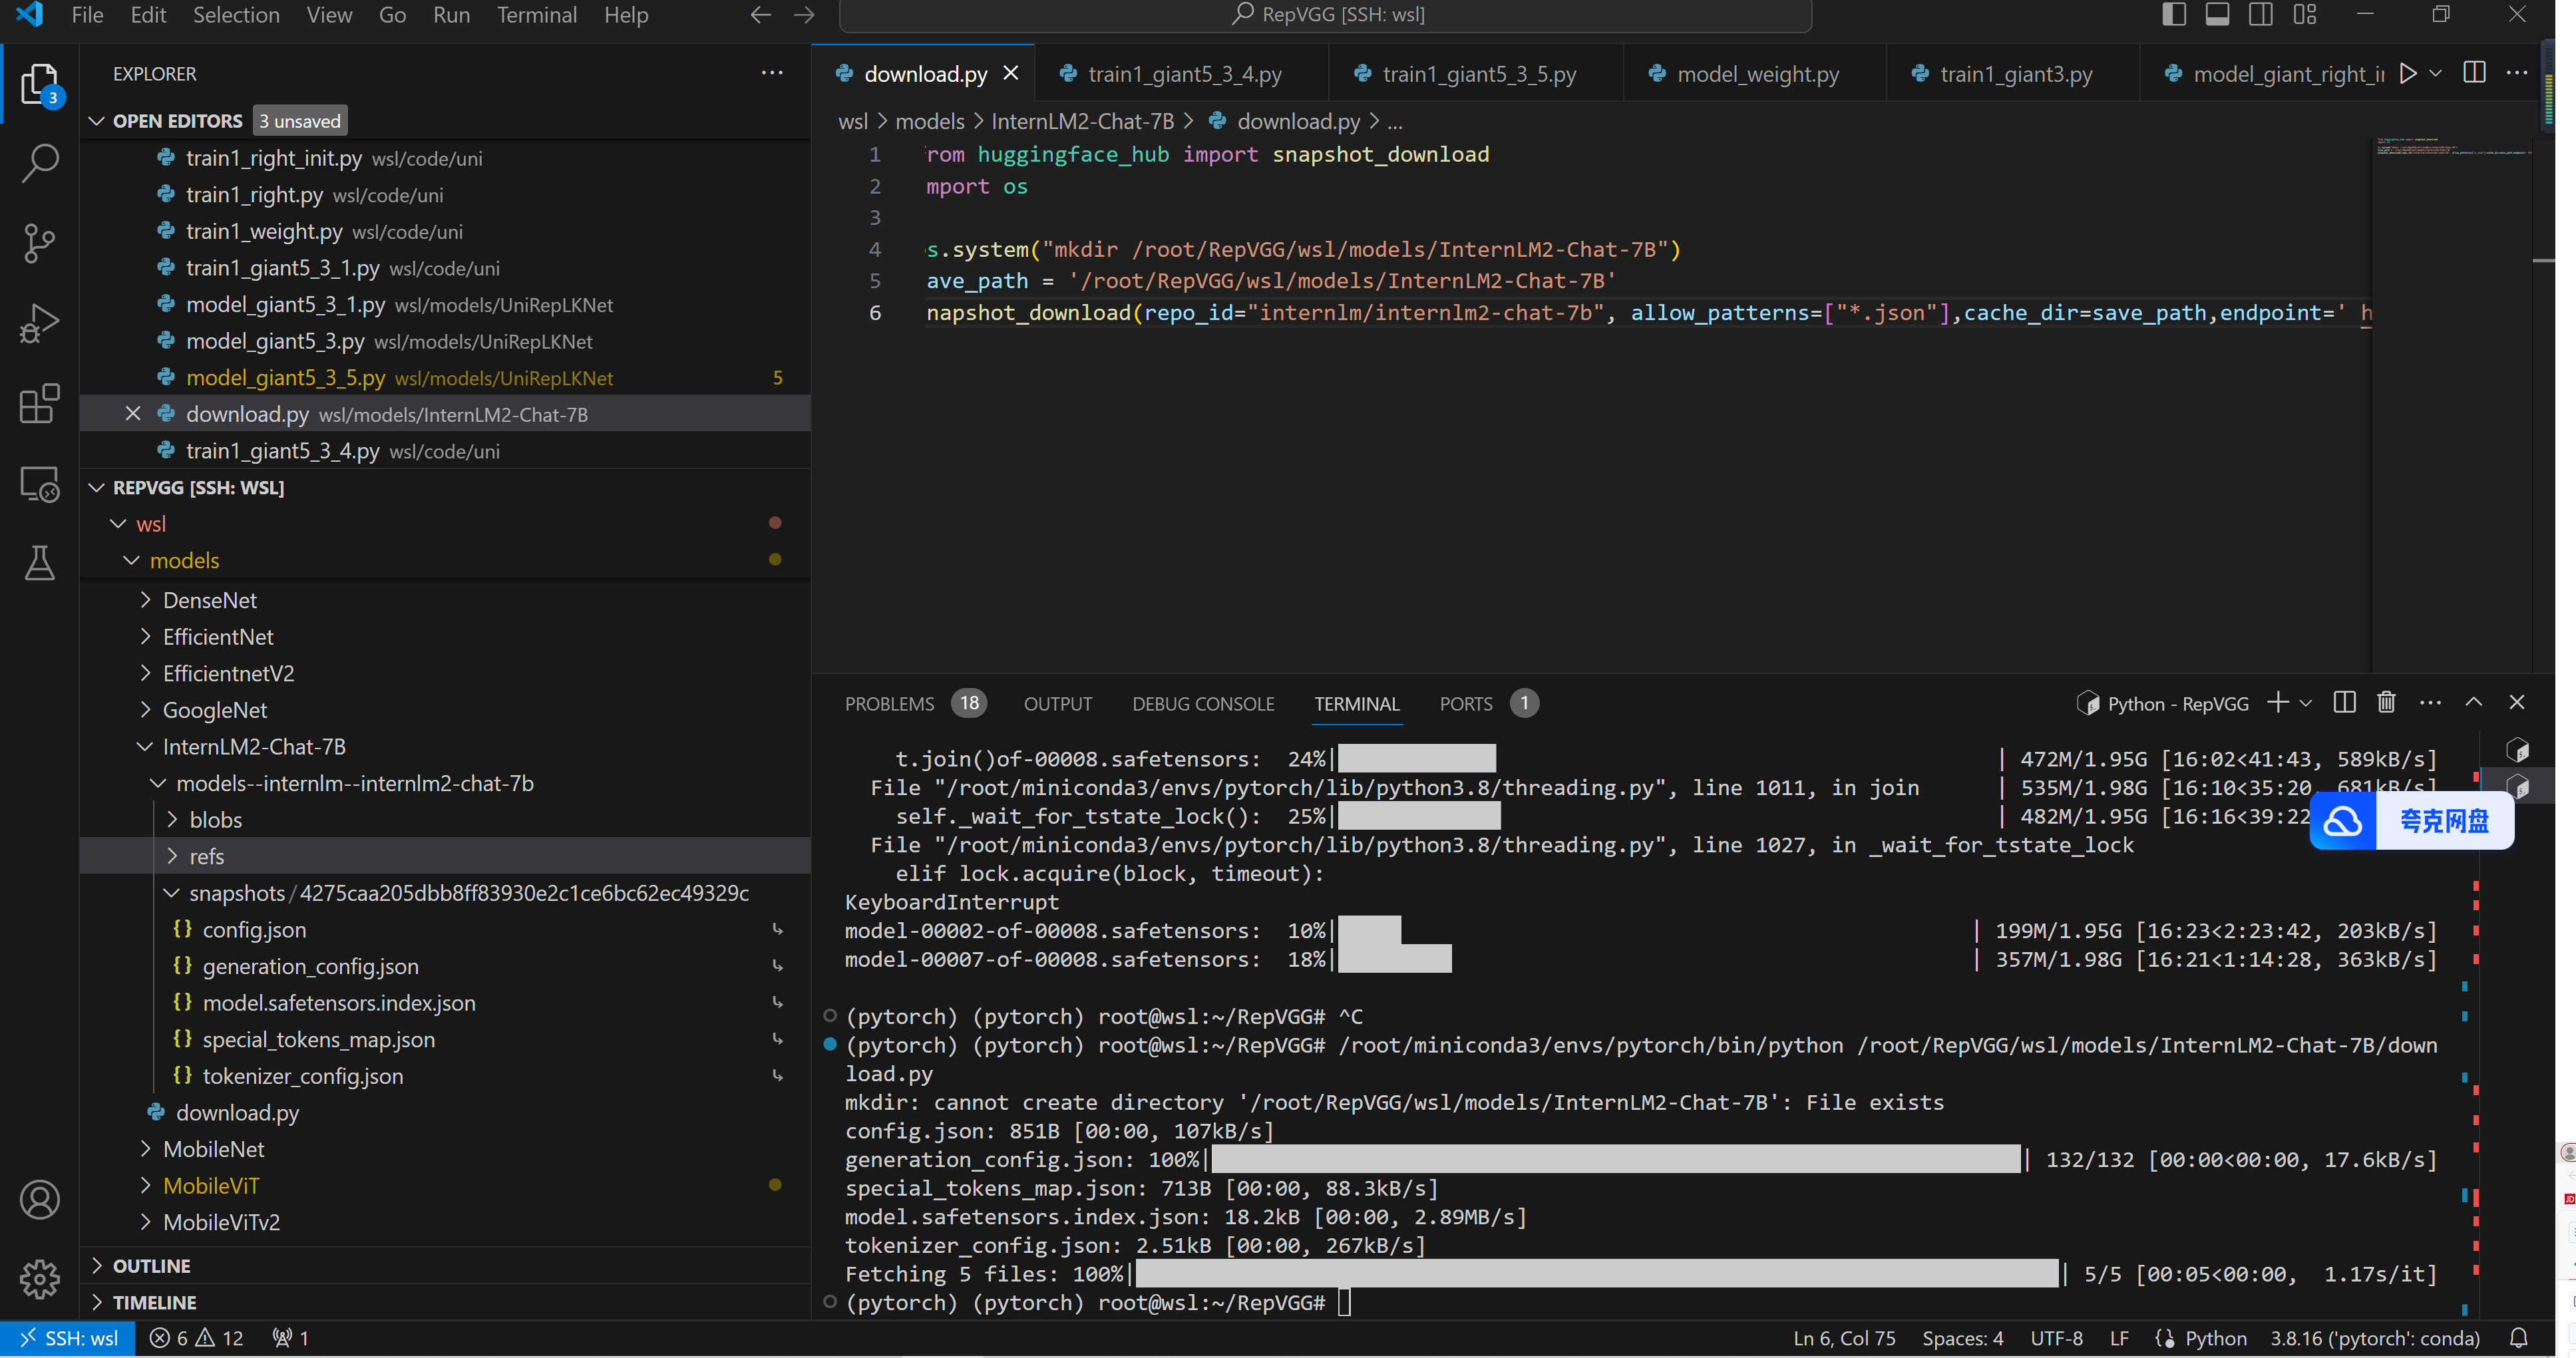 File Edit Selection View Go Run Terminal Help
RepVGG [SSH: wsl]
3
EXPLORER
OPEN EDITORS 3 unsaved
train1_right_init.py wsl/code/uni
train1_right.py wsl/code/uni
train1_weight.py wsl/code/uni
train1_giant5_3_1.py wsl/code/uni
model_giant5_3_1.py wsl/models/UniRepLKNet
model_giant5_3.py wsl/models/UniRepLKNet
model_giant5_3_5.py wsl/models/UniRepLKNet 5
download.py wsl/models/InternLM2-Chat-7B
train1_giant5_3_4.py wsl/code/uni
REPVGG [SSH: WSL]
wsl
models
DenseNet
EfficientNet
EfficientnetV2
GoogleNet
InternLM2-Chat-7B
models--internlm--internlm2-chat-7b
blobs
refs
snapshots/4275caa205dbb8ff83930e2c1ce6bc62ec49329c
{} config.json
{} generation_config.json
{} model.safetensors.index.json
{} special_tokens_map.json
{} tokenizer_config.json
download.py
MobileNet
MobileViT
MobileViTv2
OUTLINE
TIMELINE
download.py train1_giant5_3_4.py train1_giant5_3_5.py model_weight.py train1_giant3.py model_giant_right_i
wsl > models > InternLM2-Chat-7B > download.py > ...
1 rom huggingface_hub import snapshot_download
2 mport os
3
4 s.system("mkdir /root/RepVGG/wsl/models/InternLM2-Chat-7B")
5 ave_path = '/root/RepVGG/wsl/models/InternLM2-Chat-7B'
6 napshot_download(repo_id="internlm/internlm2-chat-7b", allow_patterns=["*.json"],cache_dir=save_path,endpoint=' h
PROBLEMS 18 OUTPUT DEBUG CONSOLE TERMINAL PORTS 1
Python - RepVGG
t.join()of-00008.safetensors: 24%| | 472M/1.95G [16:02<41:43, 589kB/s]
File "/root/miniconda3/envs/pytorch/lib/python3.8/threading.py", line 1011, in join | 535M/1.98G [16:10<35:20, 681kB/s]
self._wait_for_tstate_lock(): 25%| | 482M/1.95G [16:16<39:22
File "/root/miniconda3/envs/pytorch/lib/python3.8/threading.py", line 1027, in _wait_for_tstate_lock
elif lock.acquire(block, timeout):
KeyboardInterrupt
model-00002-of-00008.safetensors: 10%| | 199M/1.95G [16:23<2:23:42, 203kB/s]
model-00007-of-00008.safetensors: 18%| | 357M/1.98G [16:21<1:14:28, 363kB/s]
(pytorch) (pytorch) root@wsl:~/RepVGG# ^C
(pytorch) (pytorch) root@wsl:~/RepVGG# /root/miniconda3/envs/pytorch/bin/python /root/RepVGG/wsl/models/InternLM2-Chat-7B/down
load.py
mkdir: cannot create directory '/root/RepVGG/wsl/models/InternLM2-Chat-7B': File exists
config.json: 851B [00:00, 107kB/s]
generation_config.json: 100%| | 132/132 [00:00<00:00, 17.6kB/s]
special_tokens_map.json: 713B [00:00, 88.3kB/s]
model.safetensors.index.json: 18.2kB [00:00, 2.89MB/s]
tokenizer_config.json: 2.51kB [00:00, 267kB/s]
Fetching 5 files: 100%| | 5/5 [00:05<00:00, 1.17s/it]
(pytorch) (pytorch) root@wsl:~/RepVGG#
夸克网盘
SSH: wsl 6 12 1
Ln 6, Col 75 Spaces: 4 UTF-8 LF Python 3.8.16 ('pytorch': conda)